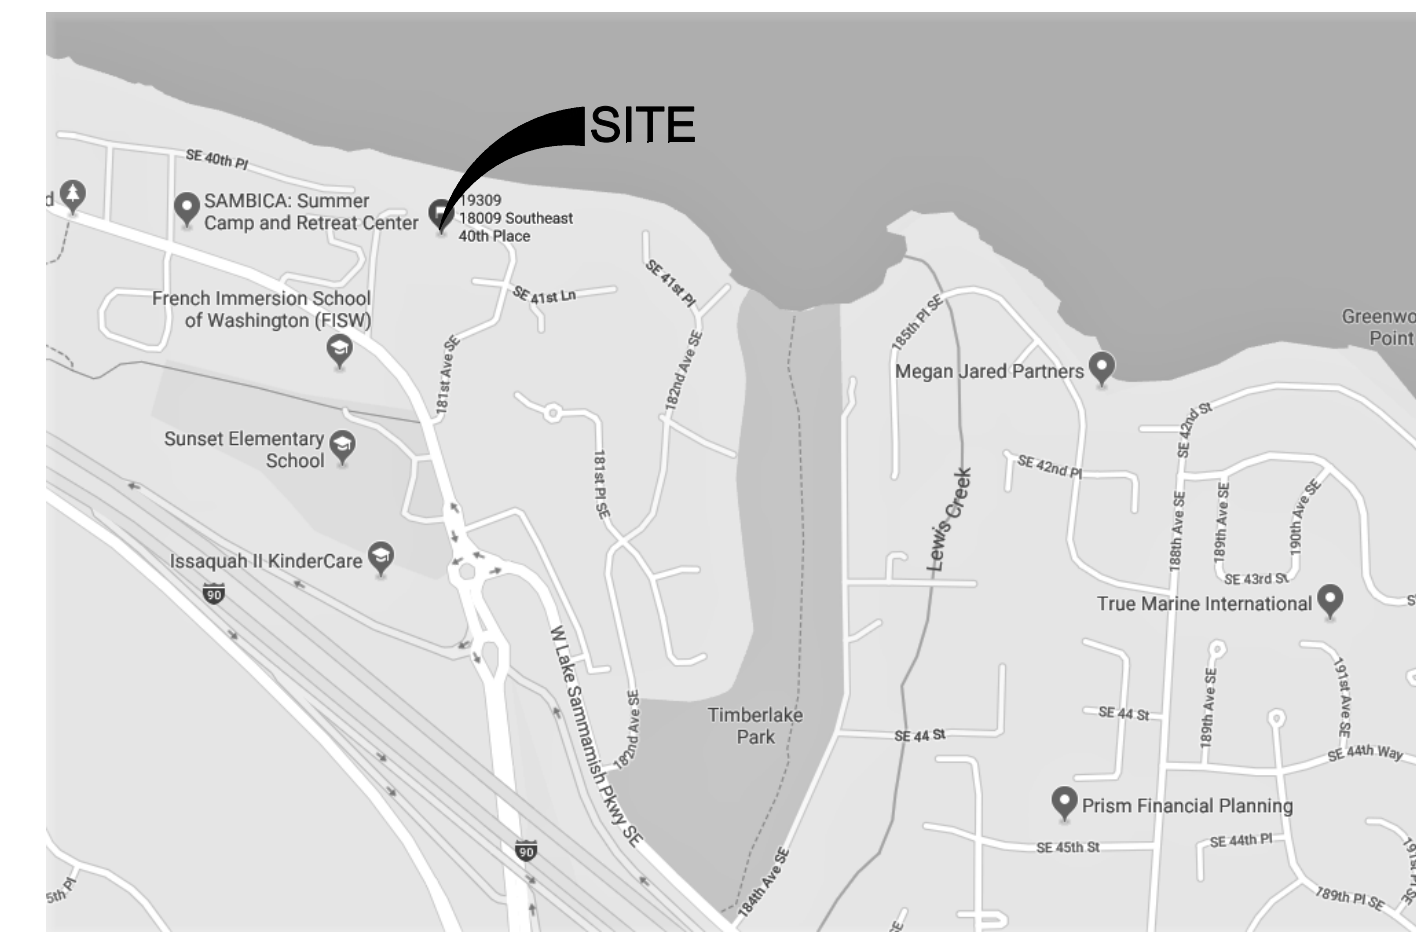 SITE
SE 40th Pl
d
SAMBICA: Summer
Camp and Retreat Center
19309
18009 Southeast
40th Place
SE 41st Pl
SE 41st Ln
French Immersion School
of Washington (FISW)
185th Pl SE
Greenwo
Point
181st Ave SE
182nd Ave SE
Megan Jared Partners
SE 42nd St
Sunset Elementary
School
181st Pl SE
SE 42nd Pl
Lewis Creek
188th Ave SE
189th Ave SE
190th Ave SE
Issaquah II KinderCare
SE 43rd St
90
True Marine International
S
W Lake Sammamish Pkwy SE
182nd Ave SE
Timberlake
Park
SE 44 St
SE 44 St
189th Ave SE
191st Ave SE
SE 44th Way
Prism Financial Planning
90
SE 45th St
SE 44th Pl
191st Pl SE
184th Ave SE
189th Pl SE
5th Pl
SE